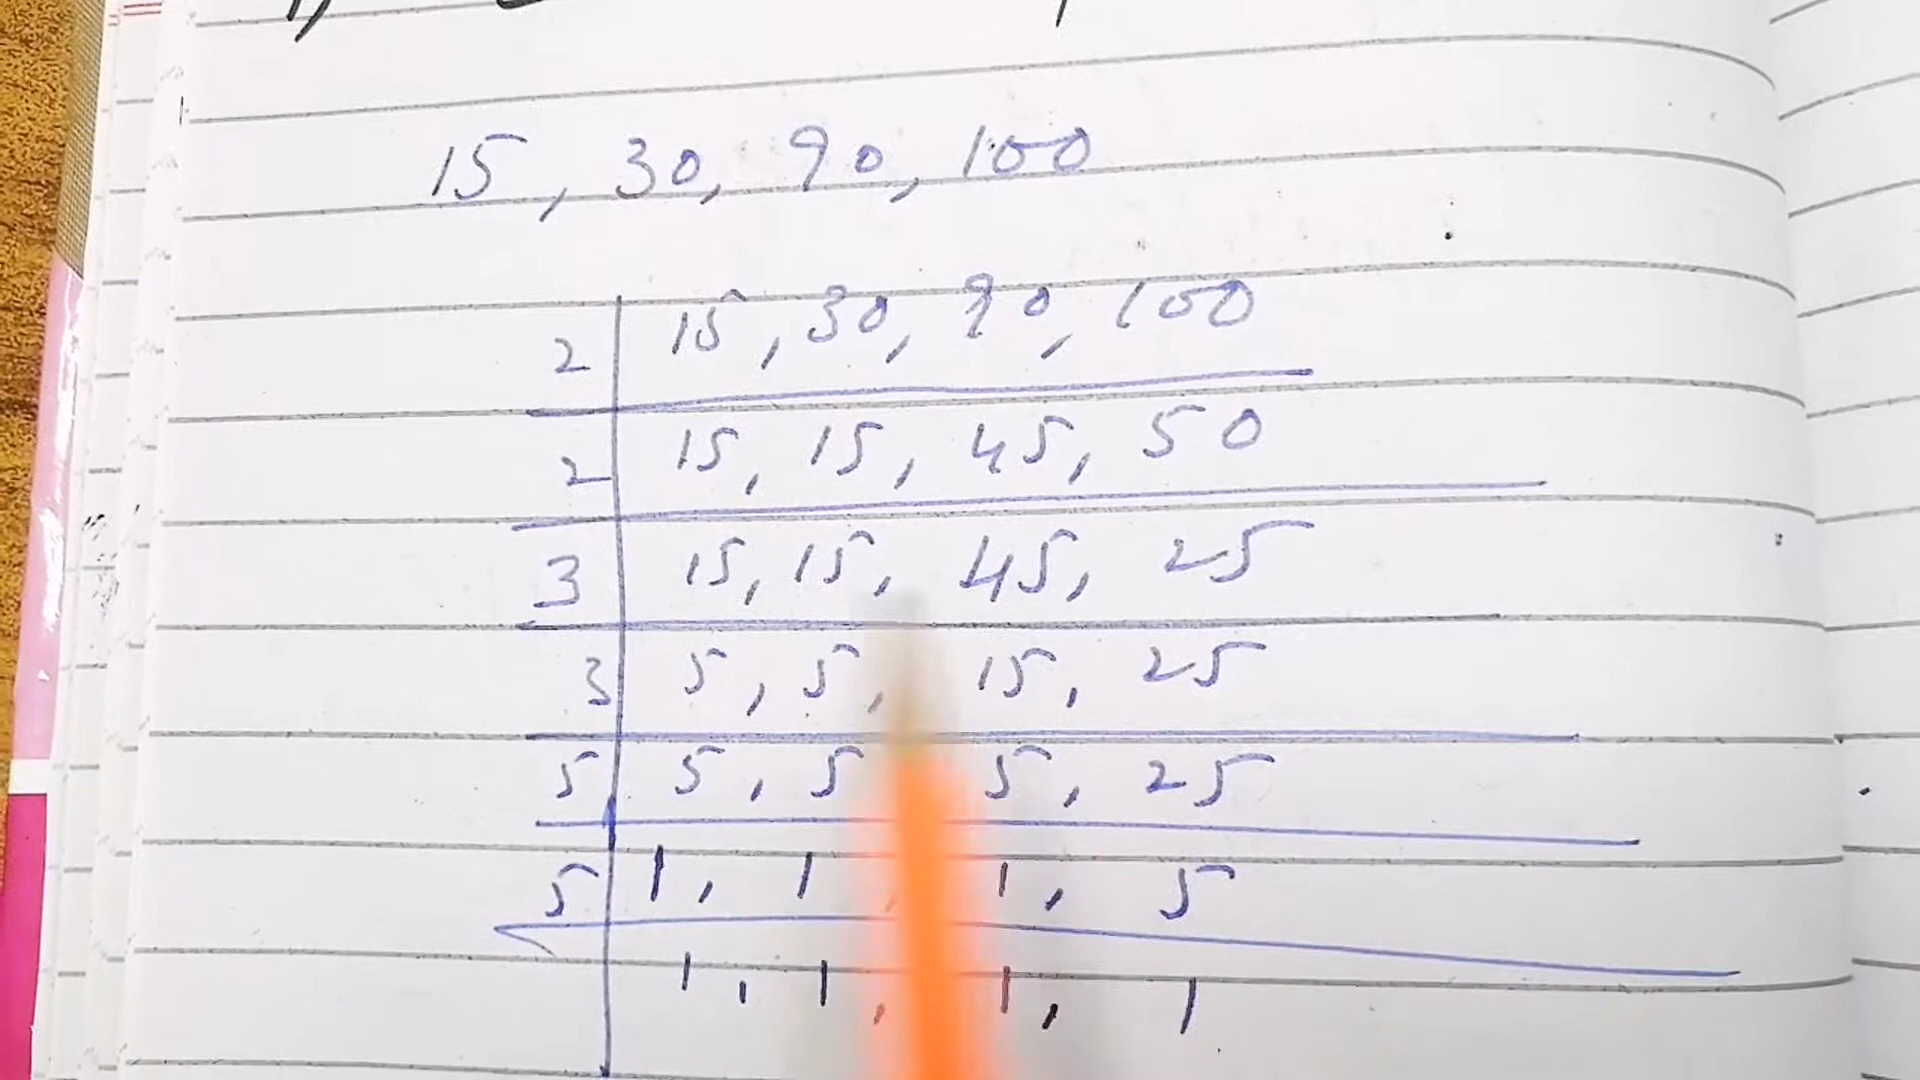 15, 30, 90, 100
2 15, 30, 90, 100
2 15, 15, 45, 50
3 15, 15, 45, 25
3 5, 5, 15, 25
5 5, 5 5, 25
5 1, 1, 1, 5
1, 1, 1, 1